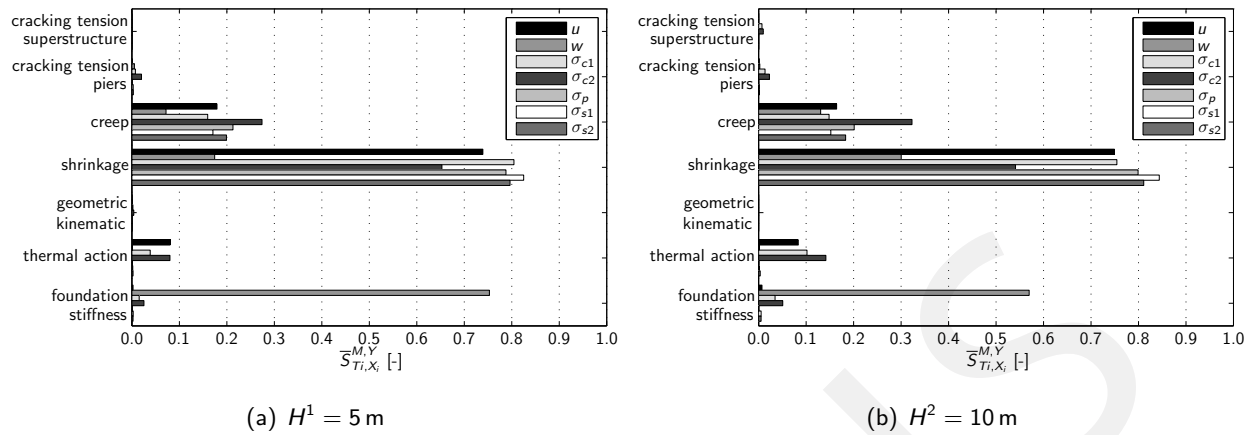 cracking tension
superstructure
cracking tension
piers
creep
shrinkage
geometric
kinematic
thermal action
foundation
stiffness
u
w
σc1
σc2
σp
σs1
σs2
0.0 0.1 0.2 0.3 0.4 0.5 0.6 0.7 0.8 0.9 1.0
S̅^{M,Y}_{Ti,X_i} [-]
(a) H¹ = 5 m
cracking tension
superstructure
cracking tension
piers
creep
shrinkage
geometric
kinematic
thermal action
foundation
stiffness
u
w
σc1
σc2
σp
σs1
σs2
0.0 0.1 0.2 0.3 0.4 0.5 0.6 0.7 0.8 0.9 1.0
S̅^{M,Y}_{Ti,X_i} [-]
(b) H² = 10 m